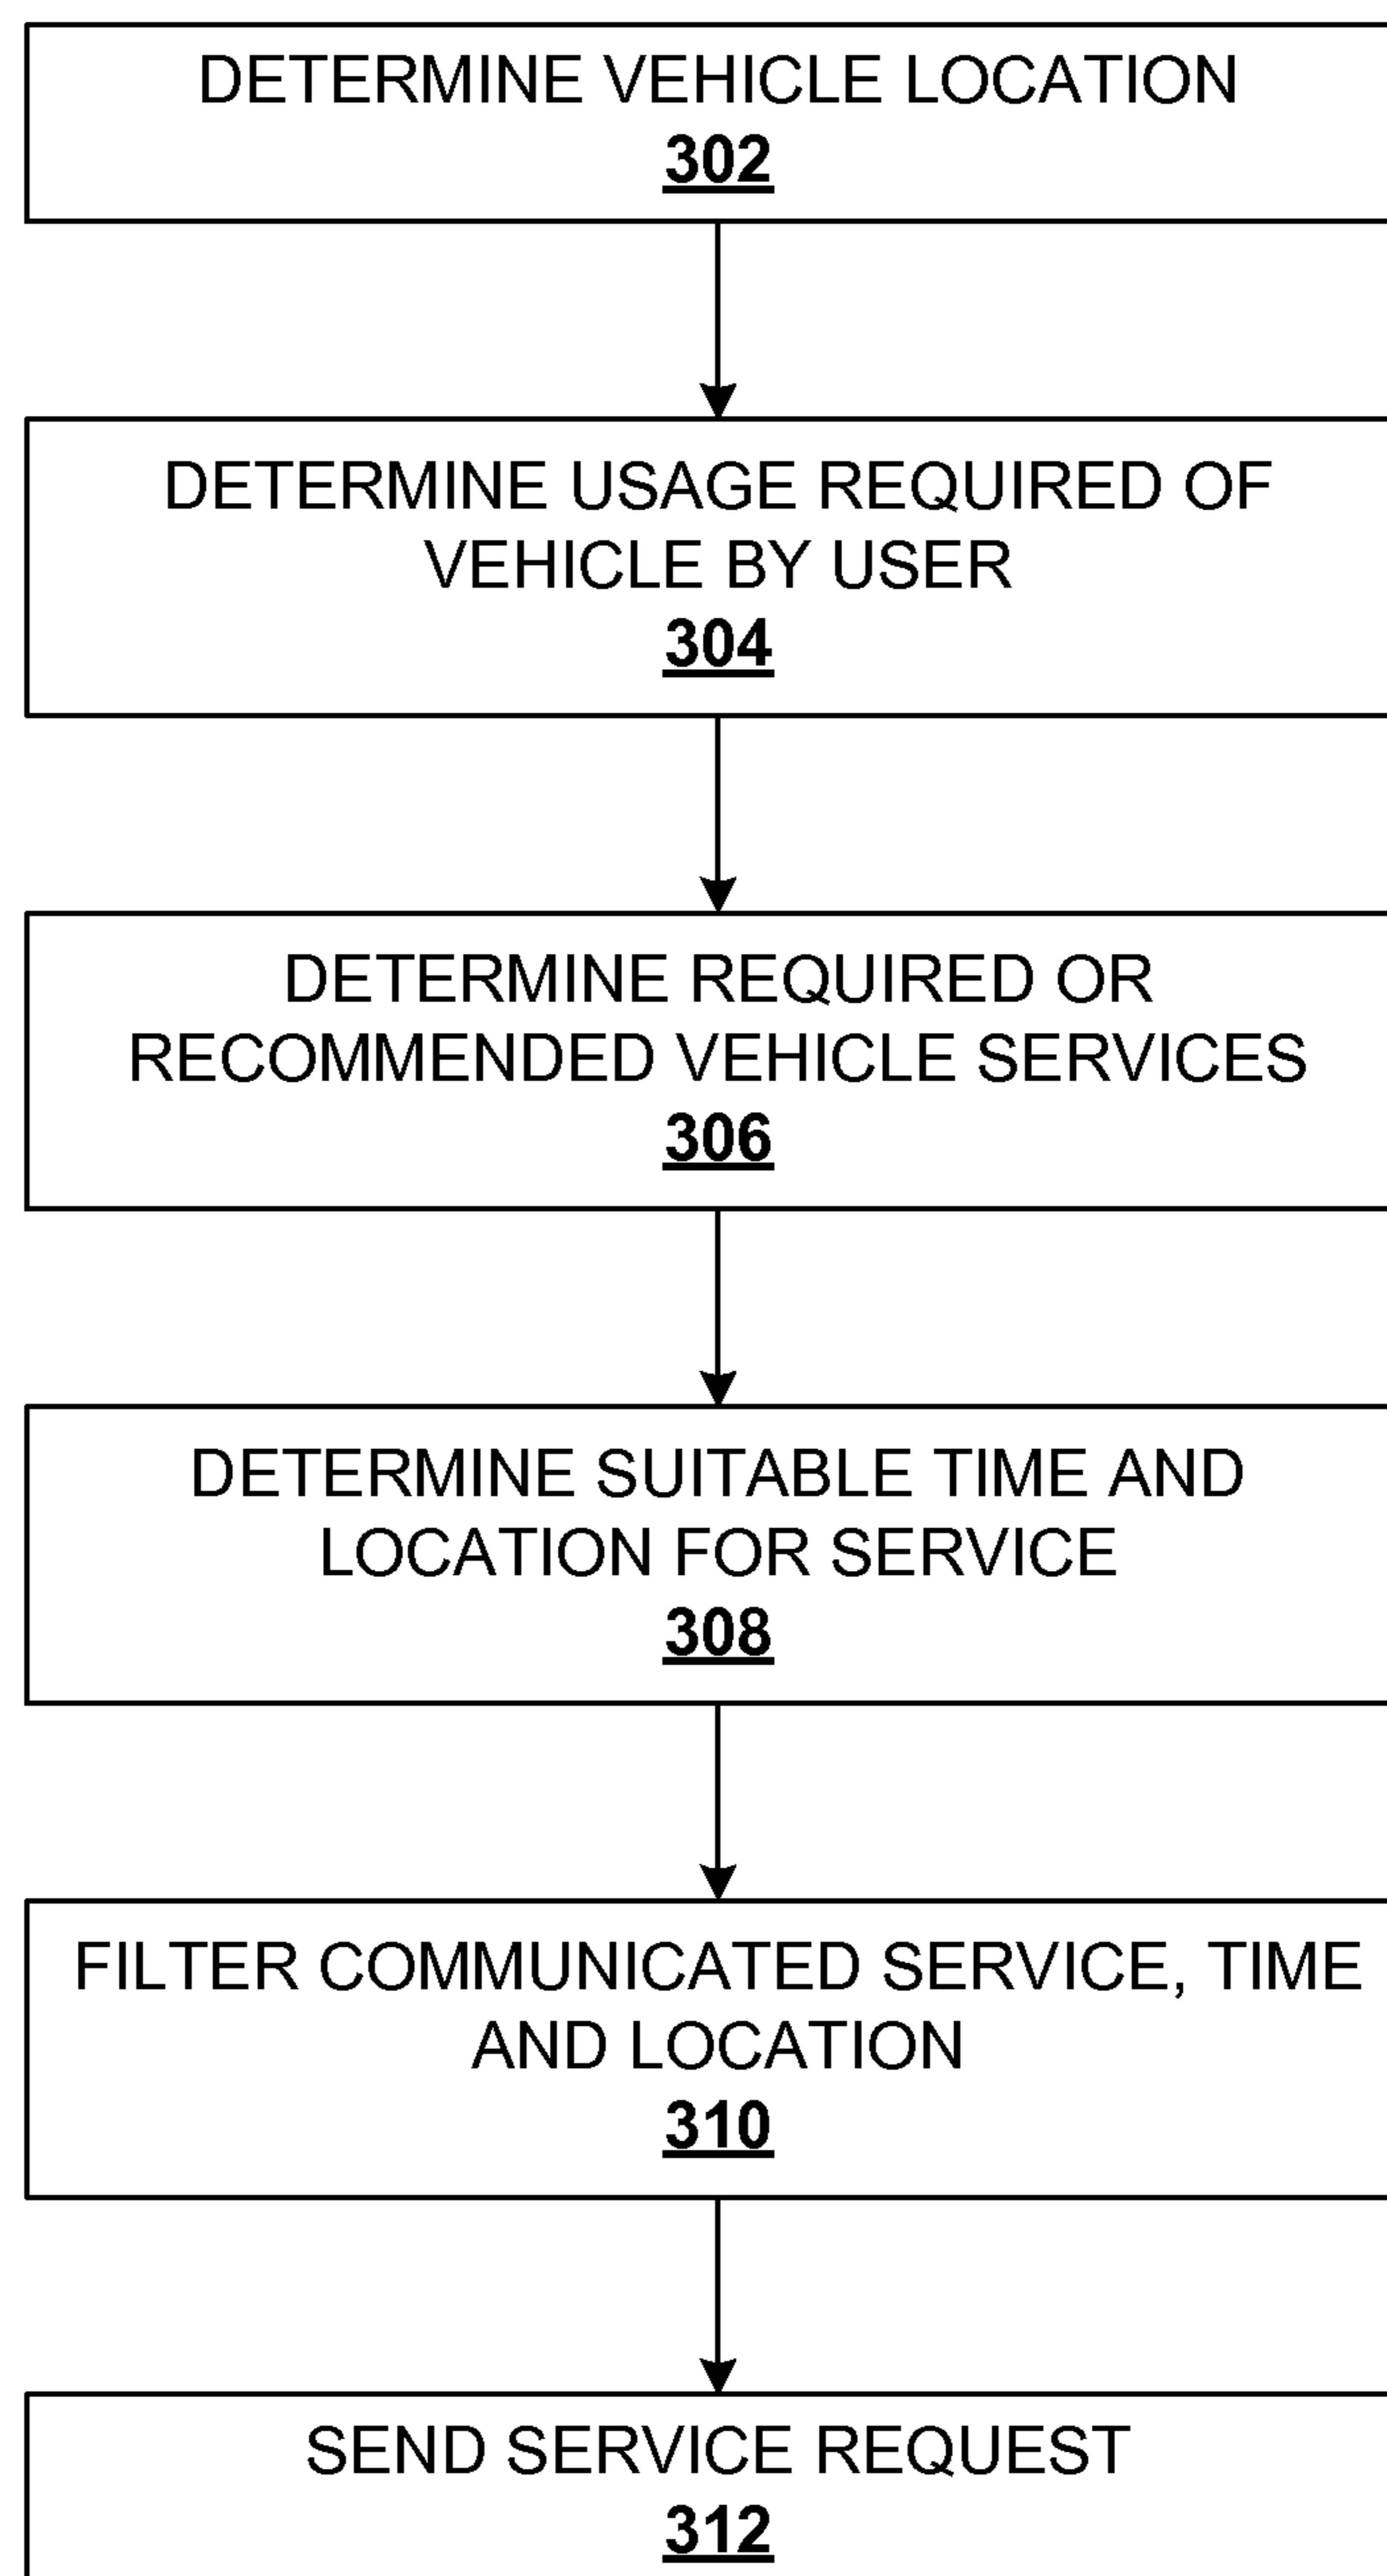 DETERMINE VEHICLE LOCATION
302
DETERMINE USAGE REQUIRED OF
VEHICLE BY USER
304
DETERMINE REQUIRED OR
RECOMMENDED VEHICLE SERVICES
306
DETERMINE SUITABLE TIME AND
LOCATION FOR SERVICE
308
FILTER COMMUNICATED SERVICE, TIME
AND LOCATION
310
SEND SERVICE REQUEST
312